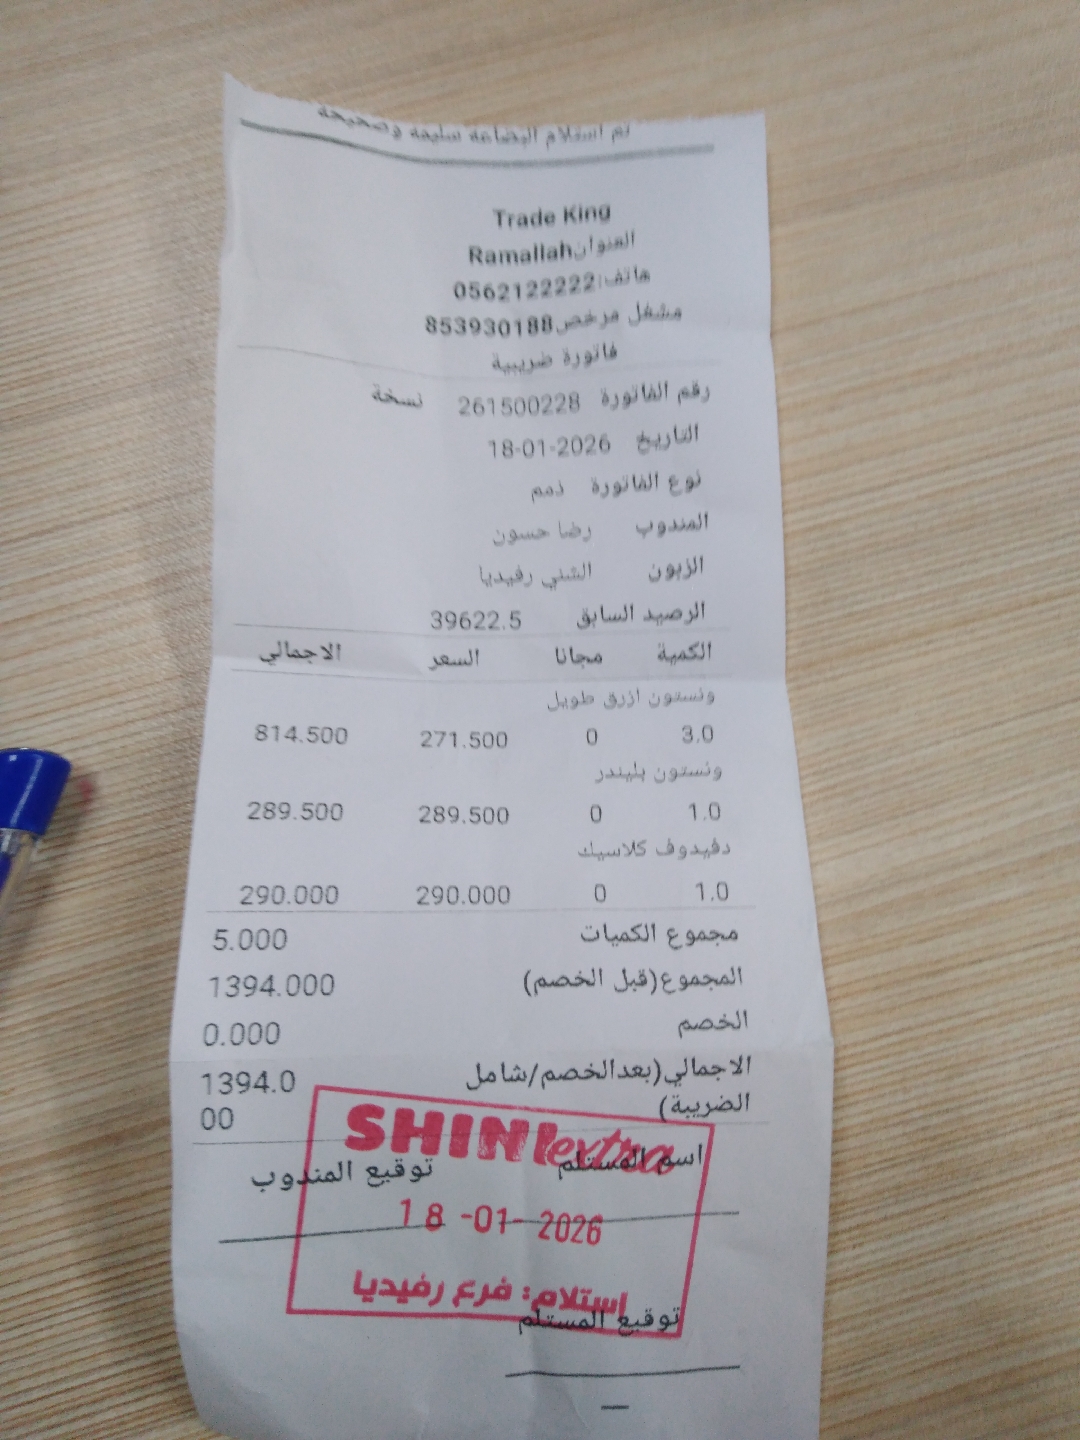 تم استلام البضاعة سليمة وصحيحة
Trade King
العنوان:Ramallah
هاتف:0562122222
مشغل مرخص853930188
فاتورة ضريبية
رقم الفاتورة 261500228 نسخة
التاريخ 18-01-2026
نوع الفاتورة ذمم
المندوب رضا حسون
الزبون الشني رفيديا
الرصيد السابق 39622.5
الكمية مجانا السعر الاجمالي
ونستون ازرق طويل
3.0 0 271.500 814.500
ونستون بليندر
1.0 0 289.500 289.500
دفيدوف كلاسيك
1.0 0 290.000 290.000
مجموع الكميات 5.000
المجموع(قبل الخصم) 1394.000
الخصم 0.000
الاجمالي(بعدالخصم/شامل 1394.0
الضريبة) 00
SHINI extra
اسم المستلم توقيع المندوب
18-01-2026
استلام: فرع رفيديا
توقيع المستلم